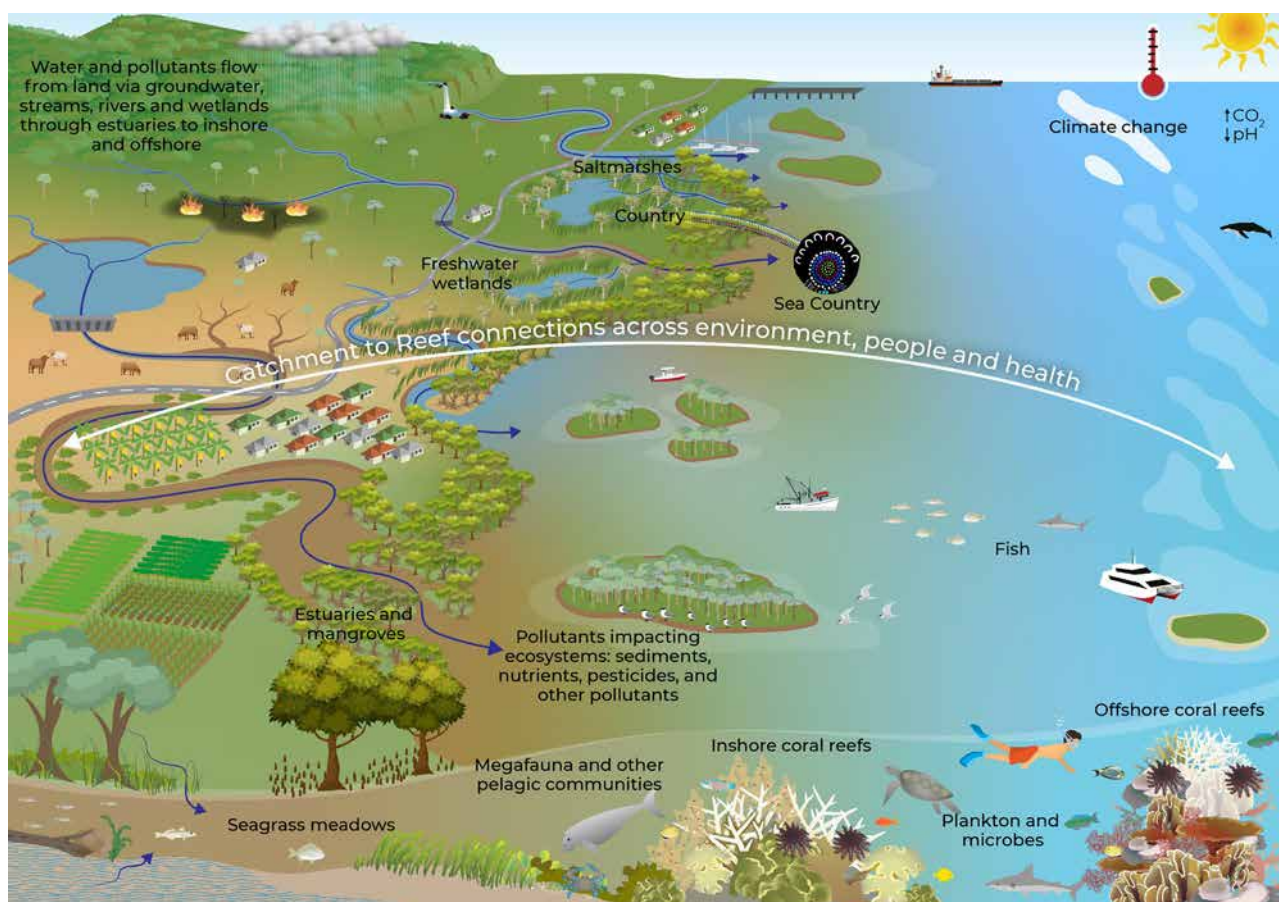 Water and pollutants flow
from land via groundwater,
streams, rivers and wetlands
through estuaries to inshore
and offshore
Climate change
↑CO₂
↓pH
Saltmarshes
Country
Freshwater
wetlands
Sea Country
Catchment to Reef connections across environment, people and health
Fish
Estuaries and
mangroves
Pollutants impacting
ecosystems: sediments,
nutrients, pesticides, and
other pollutants
Offshore coral reefs
Inshore coral reefs
Megafauna and other
pelagic communities
Plankton and
microbes
Seagrass meadows